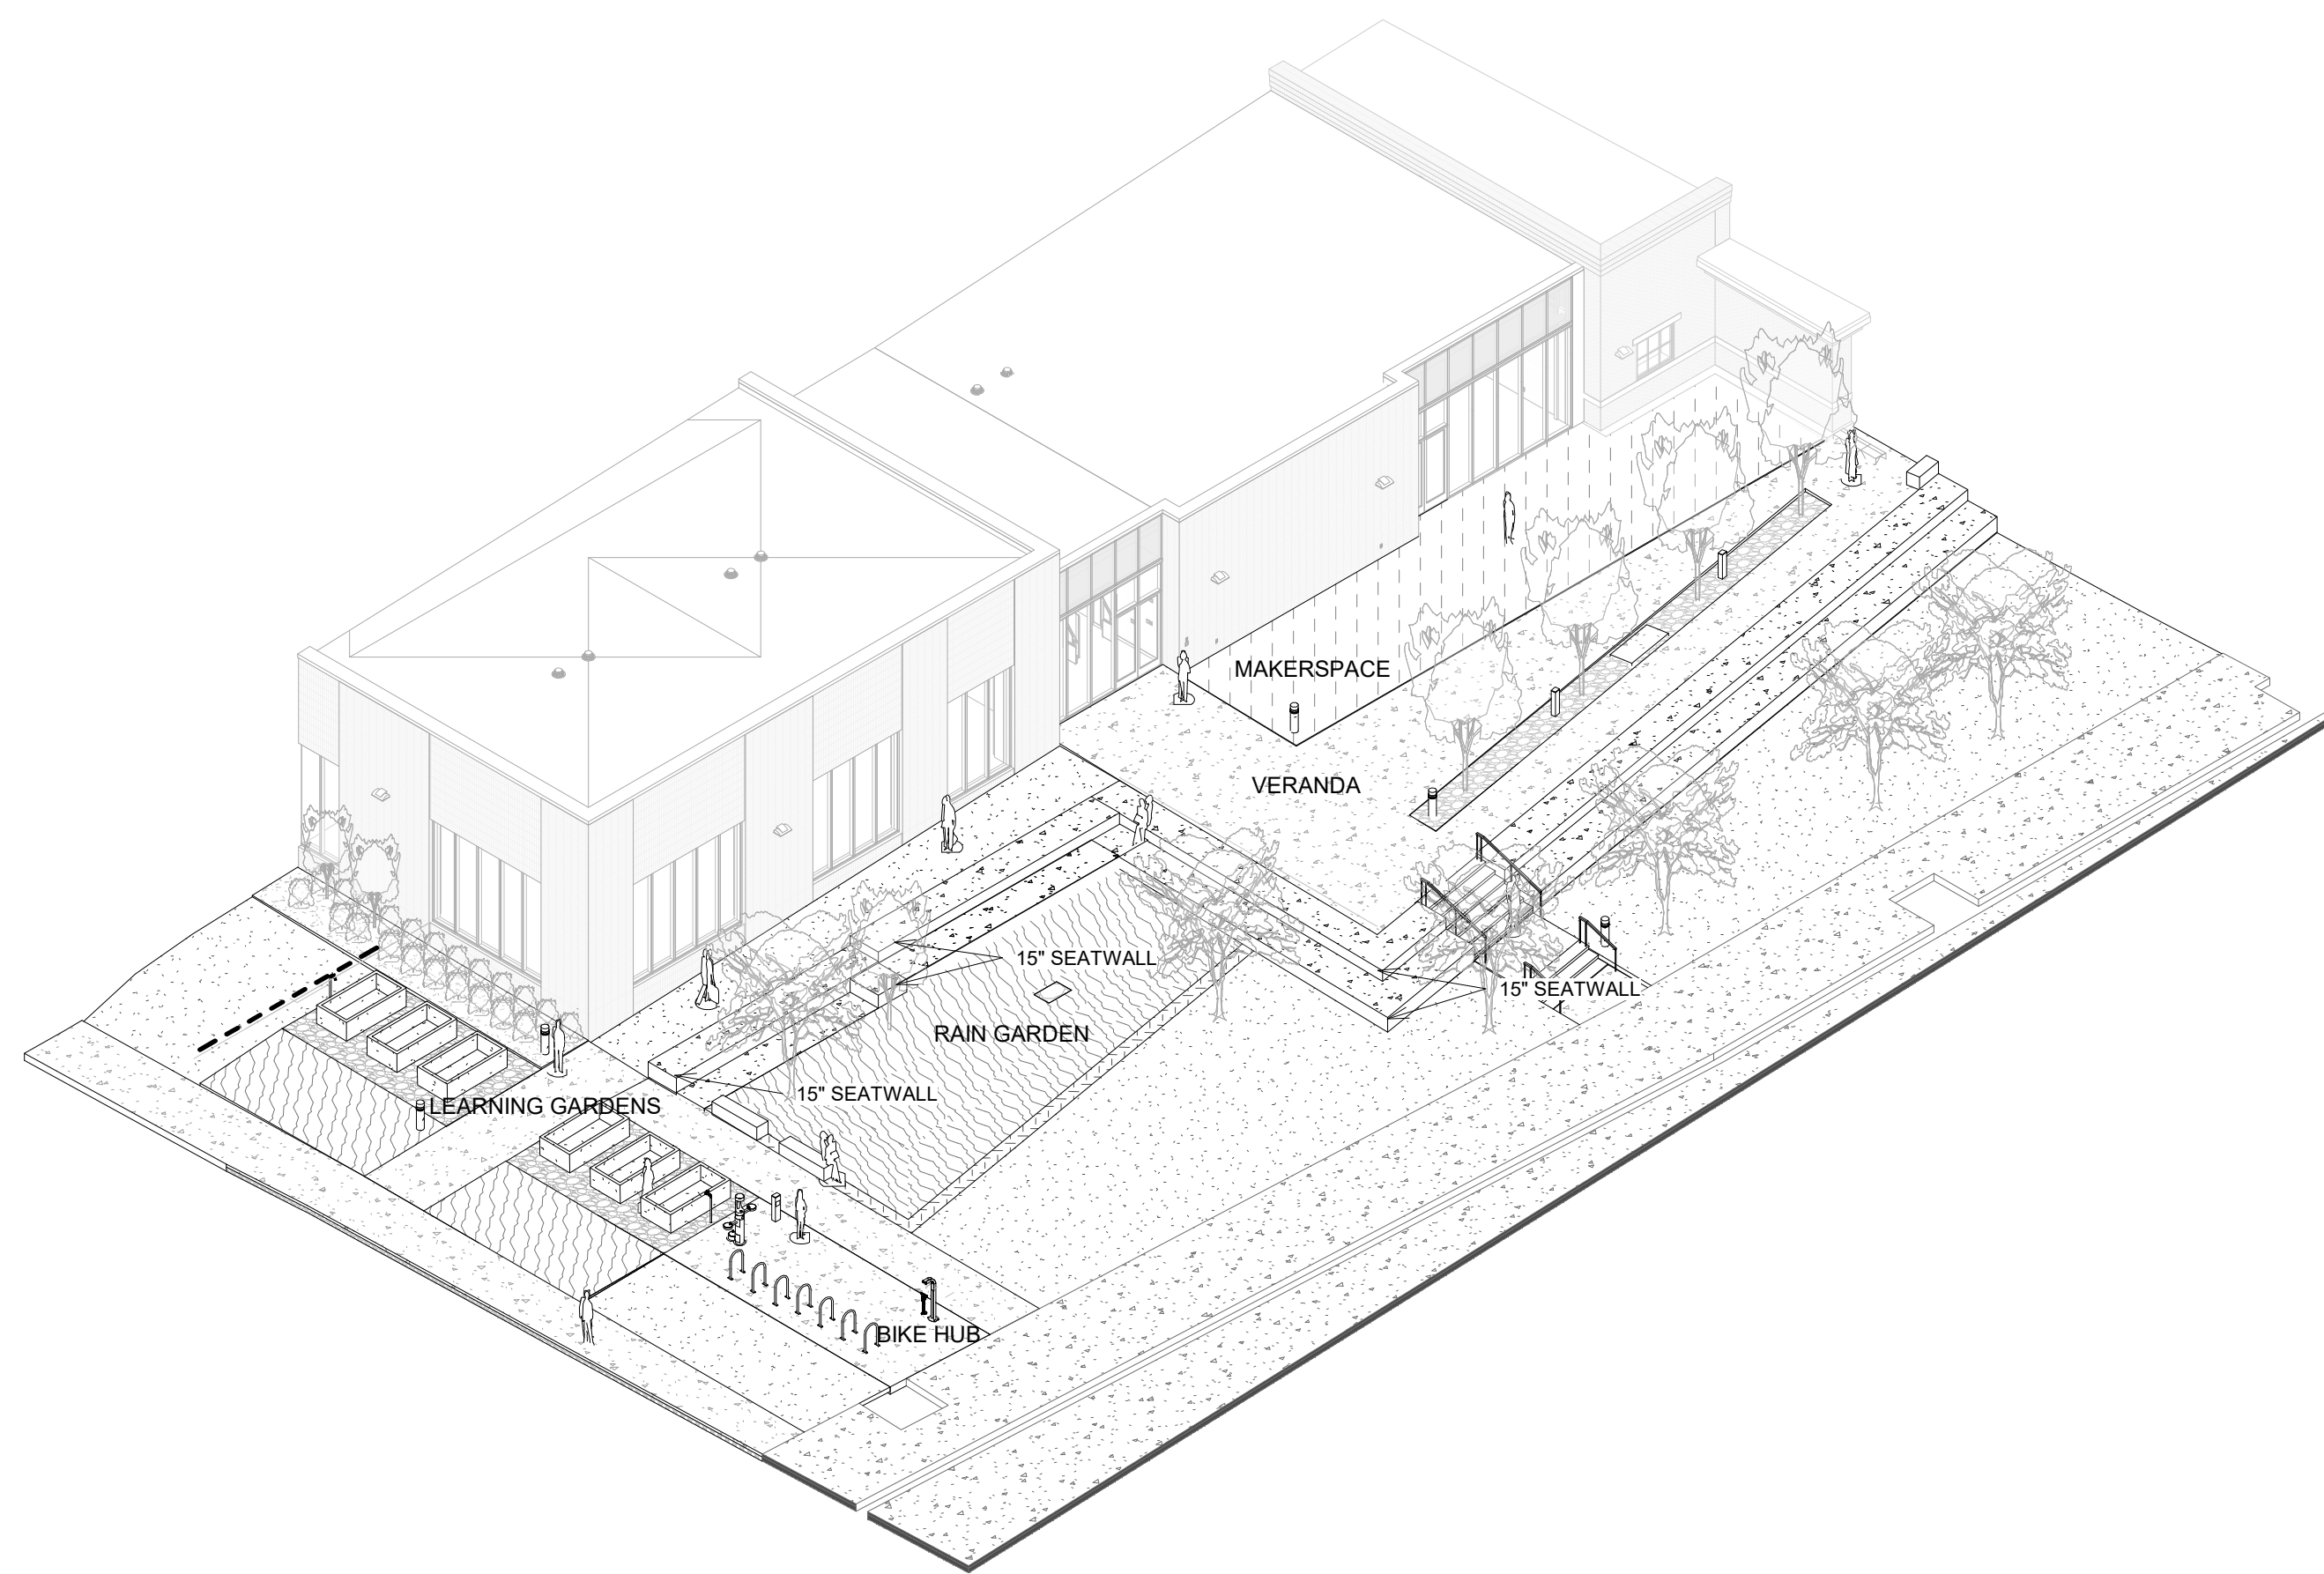 MAKERSPACE
VERANDA
15" SEATWALL
15" SEATWALL
RAIN GARDEN
15" SEATWALL
LEARNING GARDENS
BIKE HUB